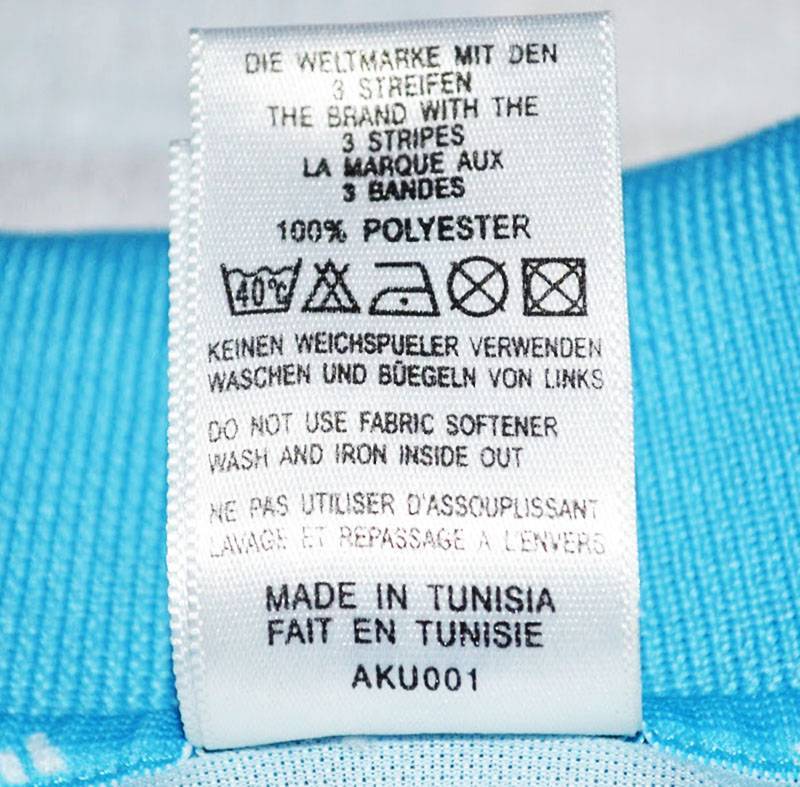 DIE WELTMARKE MIT DEN
3 STREIFEN
THE BRAND WITH THE
3 STRIPES
LA MARQUE AUX
3 BANDES
100% POLYESTER
40°C
KEINEN WEICHSPUELER VERWENDEN
WASCHEN UND BÜEGELN VON LINKS
DO NOT USE FABRIC SOFTENER
WASH AND IRON INSIDE OUT
NE PAS UTILISER D'ASSOUPLISSANT
LAVAGE ET REPASSAGE A L'ENVERS
MADE IN TUNISIA
FAIT EN TUNISIE
AKU001